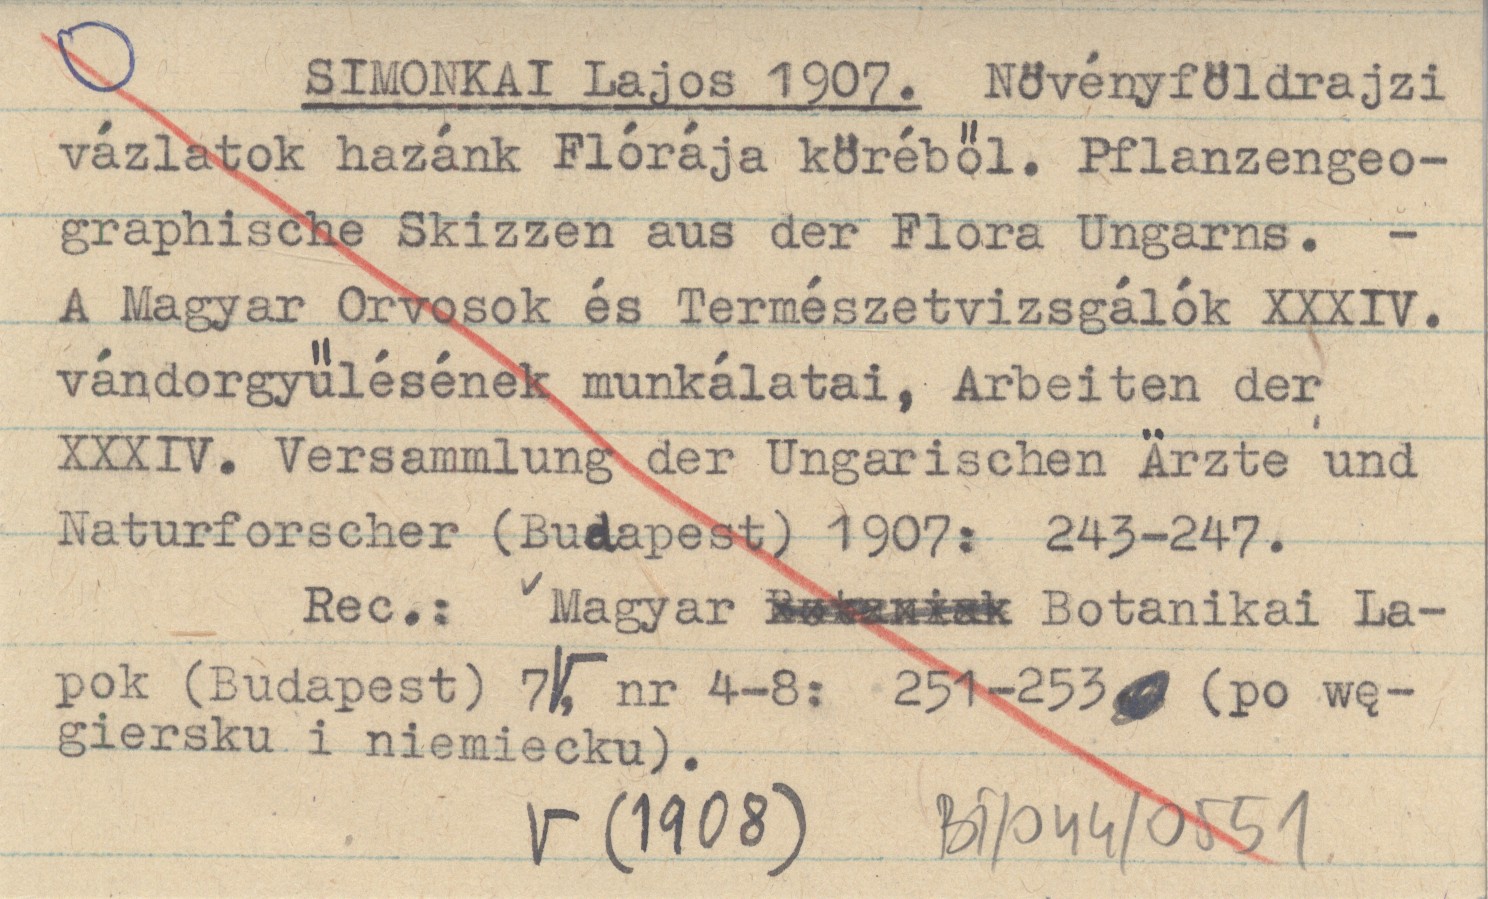 SIMONKAI Lajos 1907. Növényföldrajzi
vázlatok hazánk Flórája köréből. Pflanzengeo-
graphische Skizzen aus der Flora Ungarns. -
A Magyar Orvosok és Természetvizsgálók XXXIV.
vándorgyűlésének munkálatai, Arbeiten der
XXXIV. Versammlung der Ungarischen Ärzte und
Naturforscher (Budapest) 1907: 243-247.
Rec.: Magyar Botanikai La-
pok (Budapest) 7, nr 4-8: 251-253 (po wę-
giersku i niemiecku).
(1908) BI/044/0551